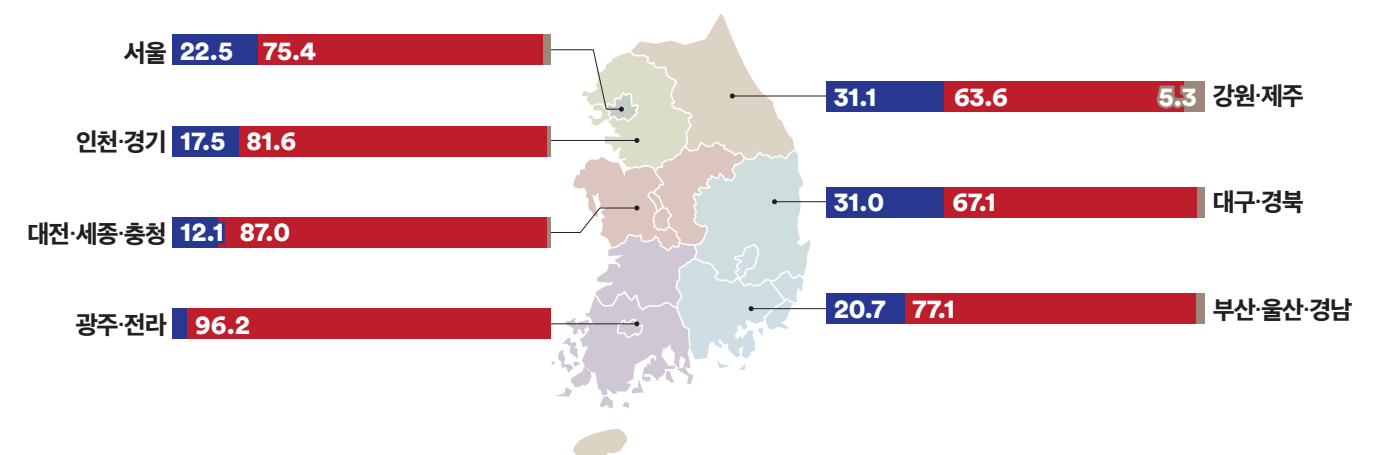 서울 22.5 75.4
인천·경기 17.5 81.6
대전·세종·충청 12.1 87.0
광주·전라 96.2
31.1 63.6 5.3 강원·제주
31.0 67.1 대구·경북
20.7 77.1 부산·울산·경남